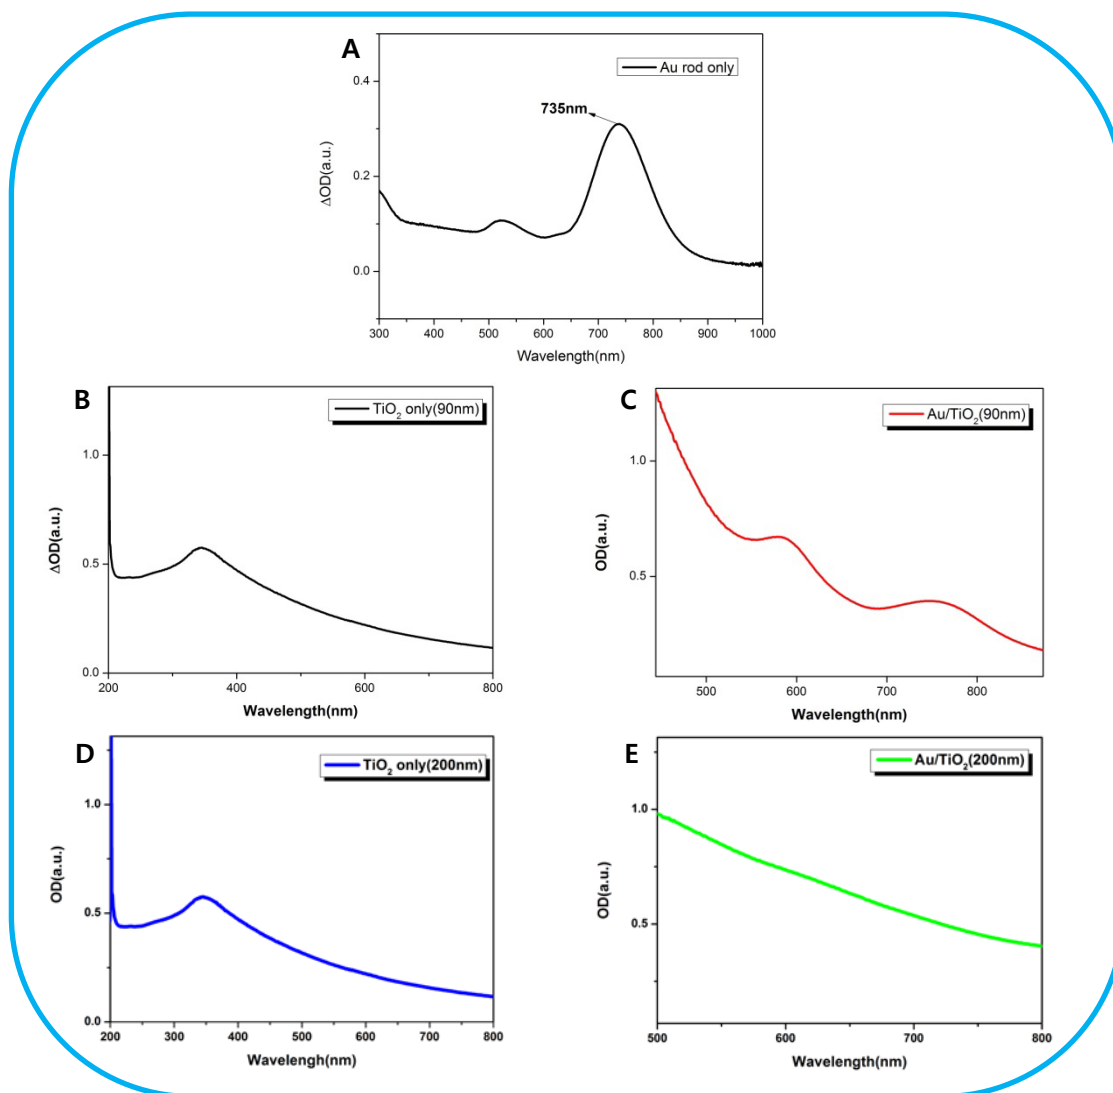 A
Au rod only
735nm
0.4
0.2
0.0
ΔOD(a.u.)
300 400 500 600 700 800 900 1000
Wavelength(nm)
B
TiO2 only(90nm)
1.0
0.5
0.0
ΔOD(a.u.)
200 400 600 800
Wavelength(nm)
C
Au/TiO2(90nm)
1.0
0.5
OD(a.u.)
500 600 700 800
Wavelength(nm)
D
TiO2 only(200nm)
1.0
0.5
0.0
OD(a.u.)
200 300 400 500 600 700 800
Wavelengh(nm)
E
Au/TiO2(200nm)
1.0
0.5
OD(a.u.)
500 600 700 800
Wavelength(nm)